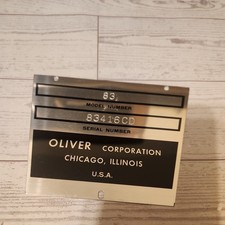 83
MODEL NUMBER
83416CD
SERIAL NUMBER
OLIVER CORPORATION
CHICAGO, ILLINOIS
U.S.A.